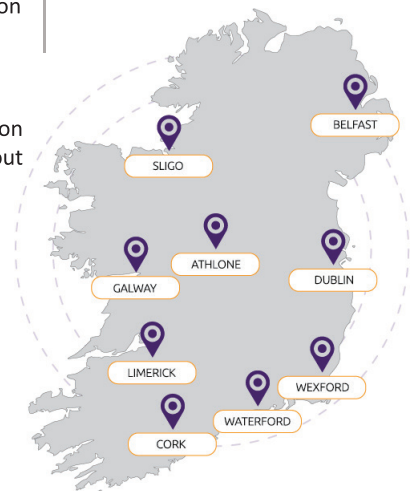 on
on
out
BELFAST
SLIGO
ATHLONE
GALWAY
DUBLIN
LIMERICK
WEXFORD
WATERFORD
CORK